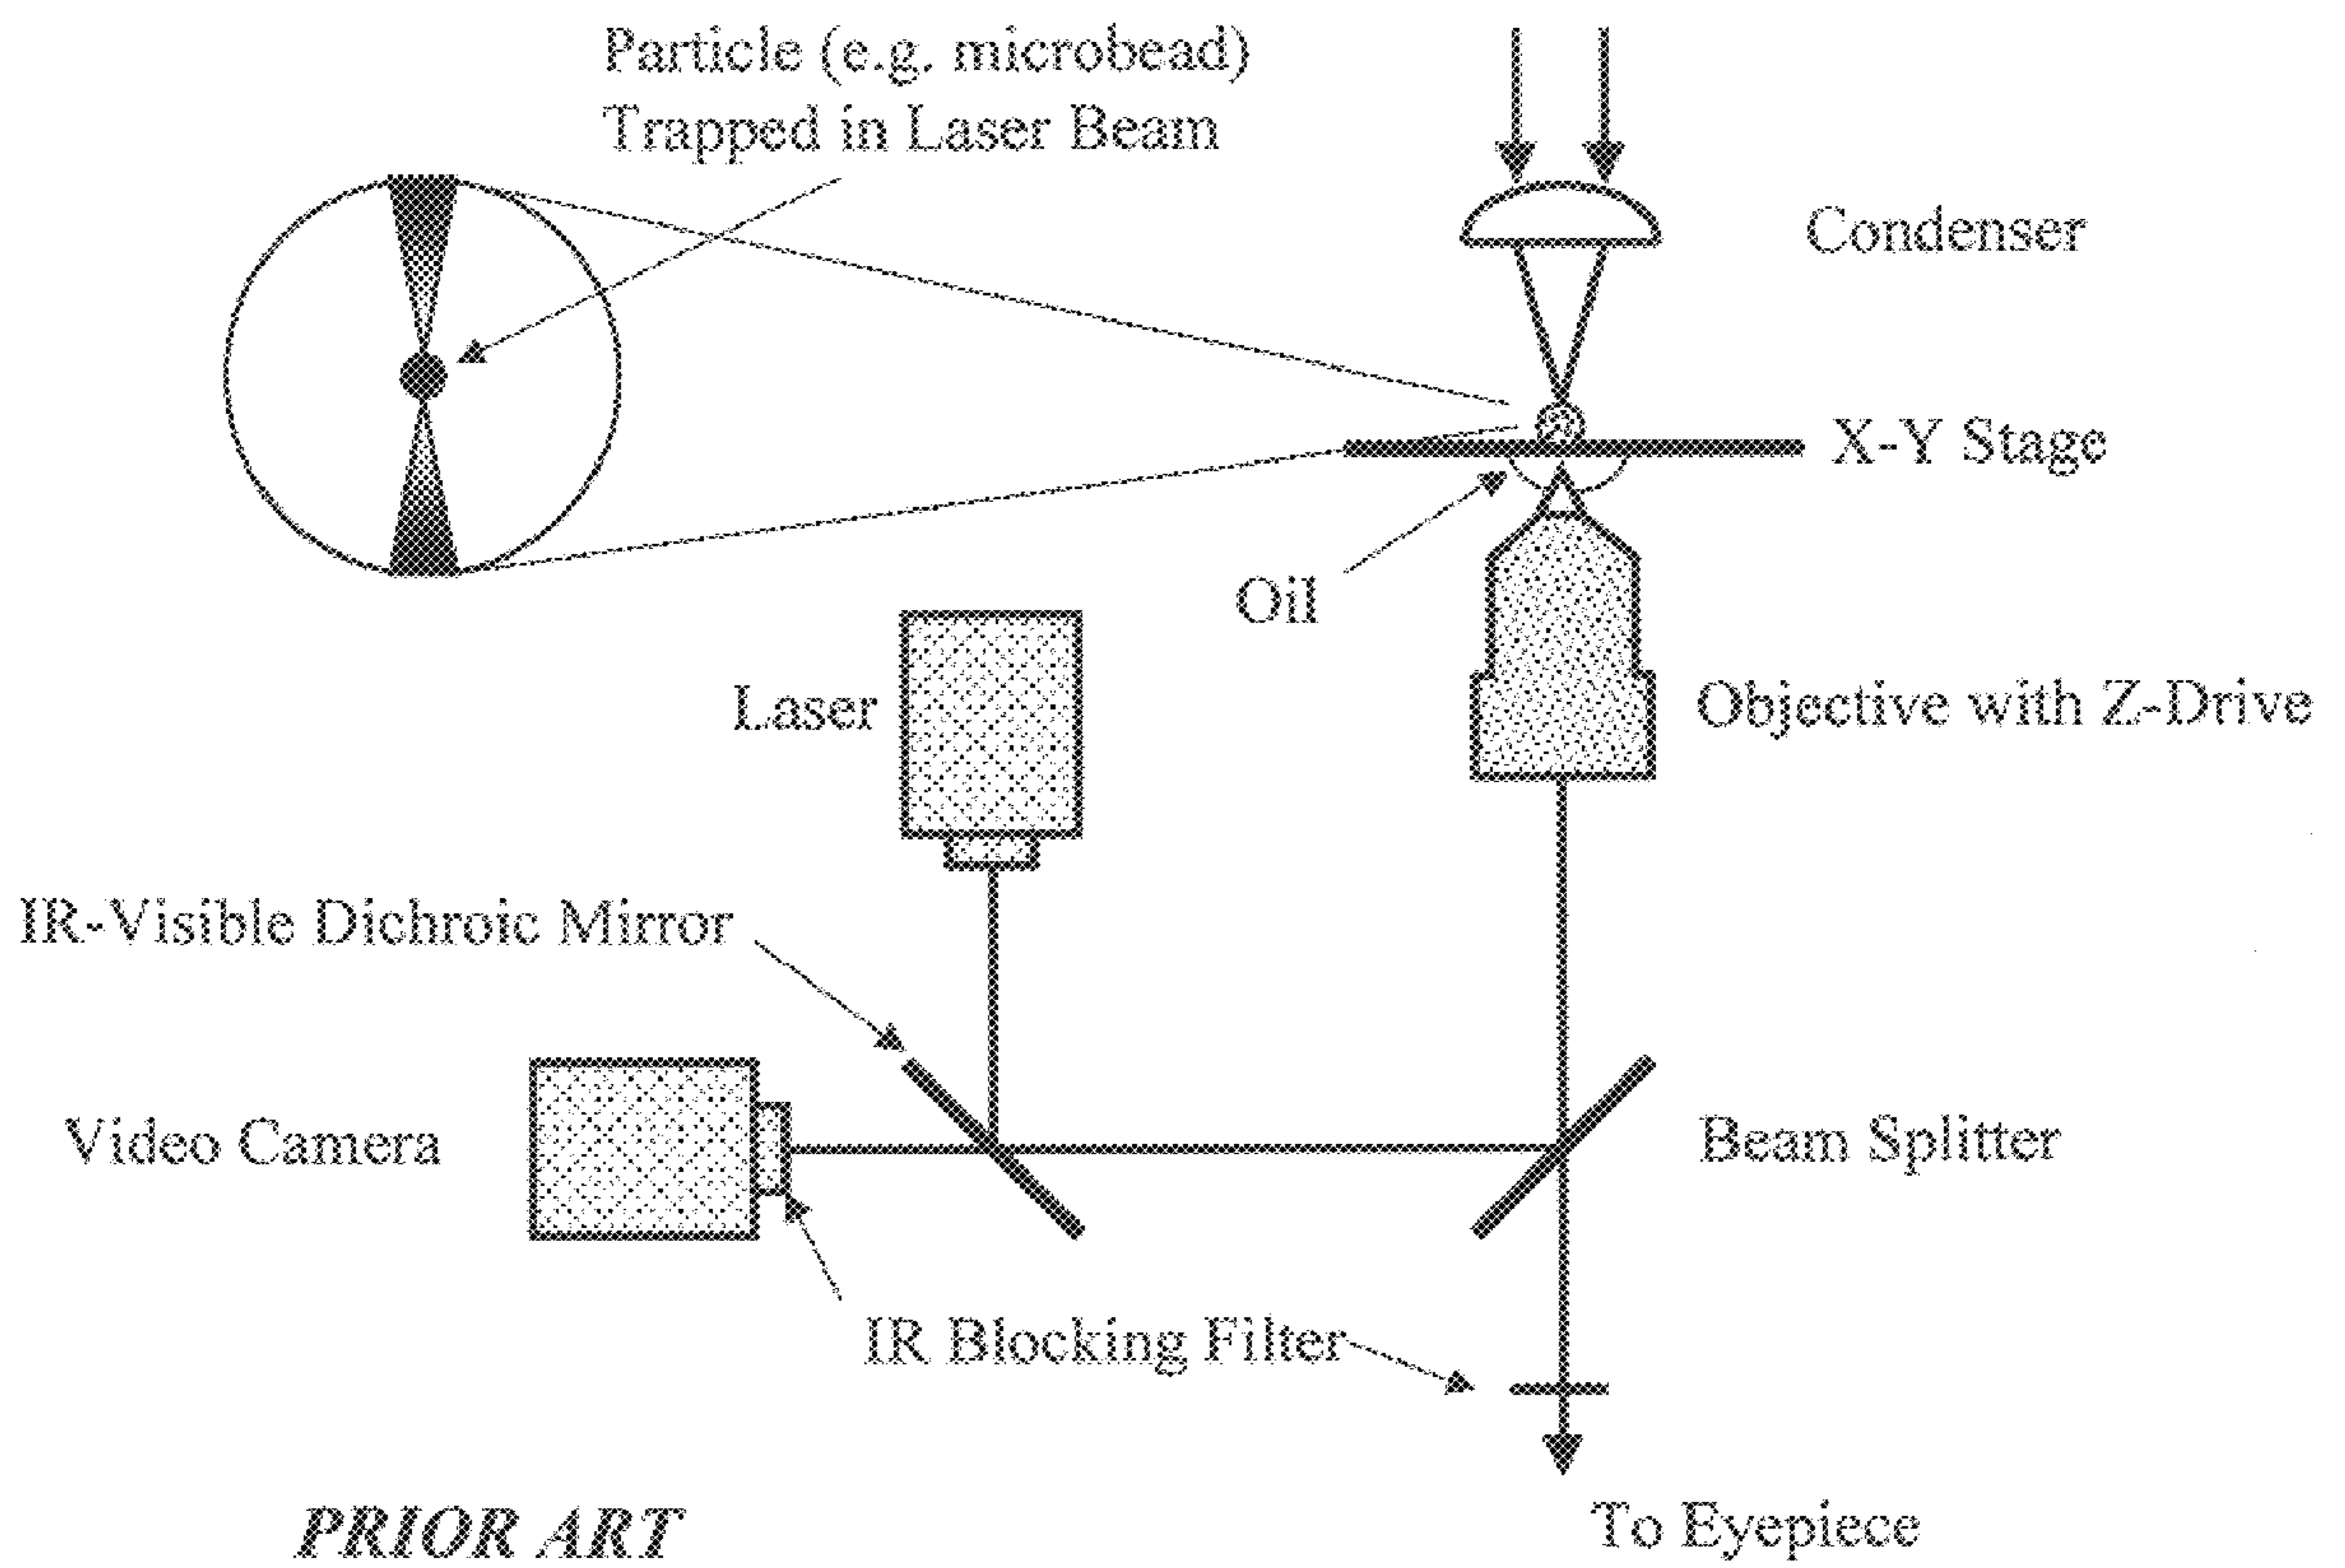 Particle (e.g. microbead)
Trapped in Laser Beam
Condenser
X-Y Stage
Oil
Laser
Objective with Z-Drive
IR-Visible Dichroic Mirror
Video Camera
Beam Splitter
IR Blocking Filter
To Eyepiece
PRIOR ART